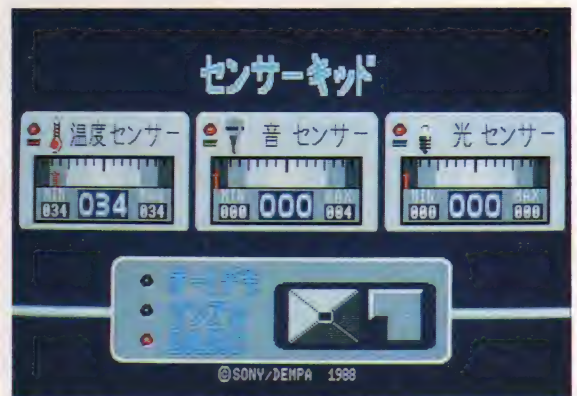 センサーキッド
温度センサー
音 センサー
光 センサー
MIN MAX
034 034 034
MIN MAX
000 000 004
MIN MAX
000 000 000
©SONY/DEMPA 1988